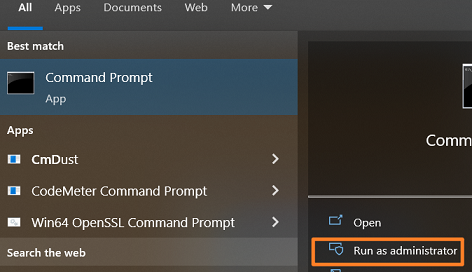 All Apps Documents Web More
Best match
Command Prompt
App
Apps
CmDust
CodeMeter Command Prompt
Win64 OpenSSL Command Prompt
Search the web
Comm
Open
Run as administrator